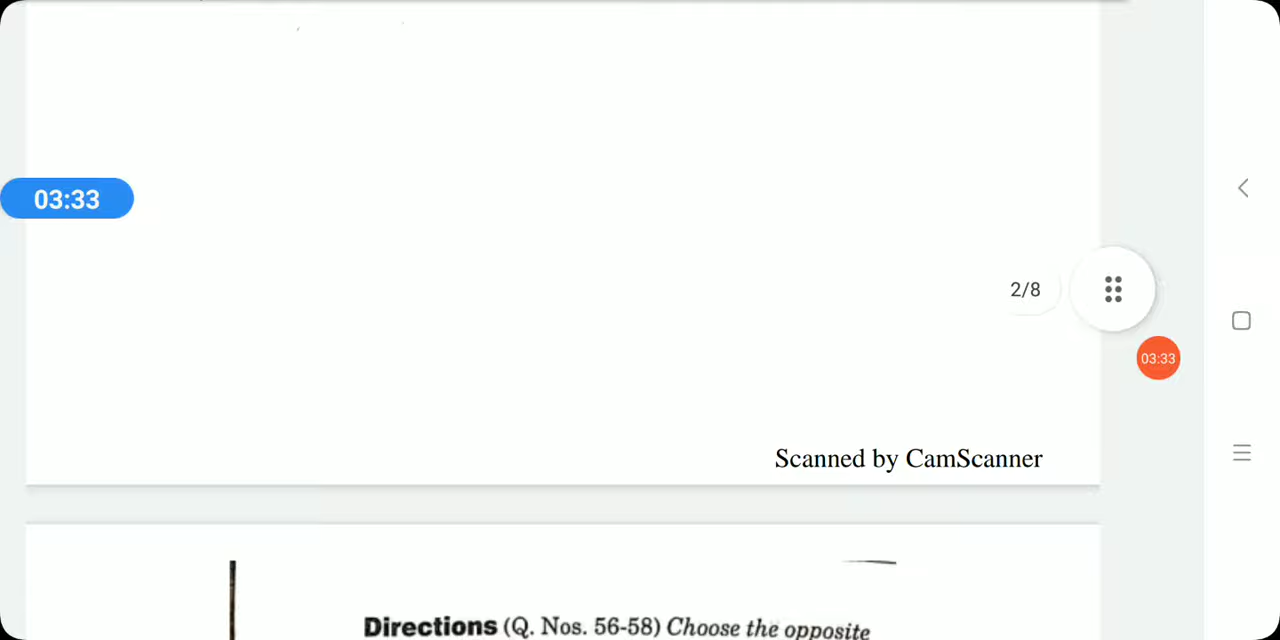 03:33
2/8
03:33
Scanned by CamScanner
Directions (Q. Nos. 56-58) Choose the opposite